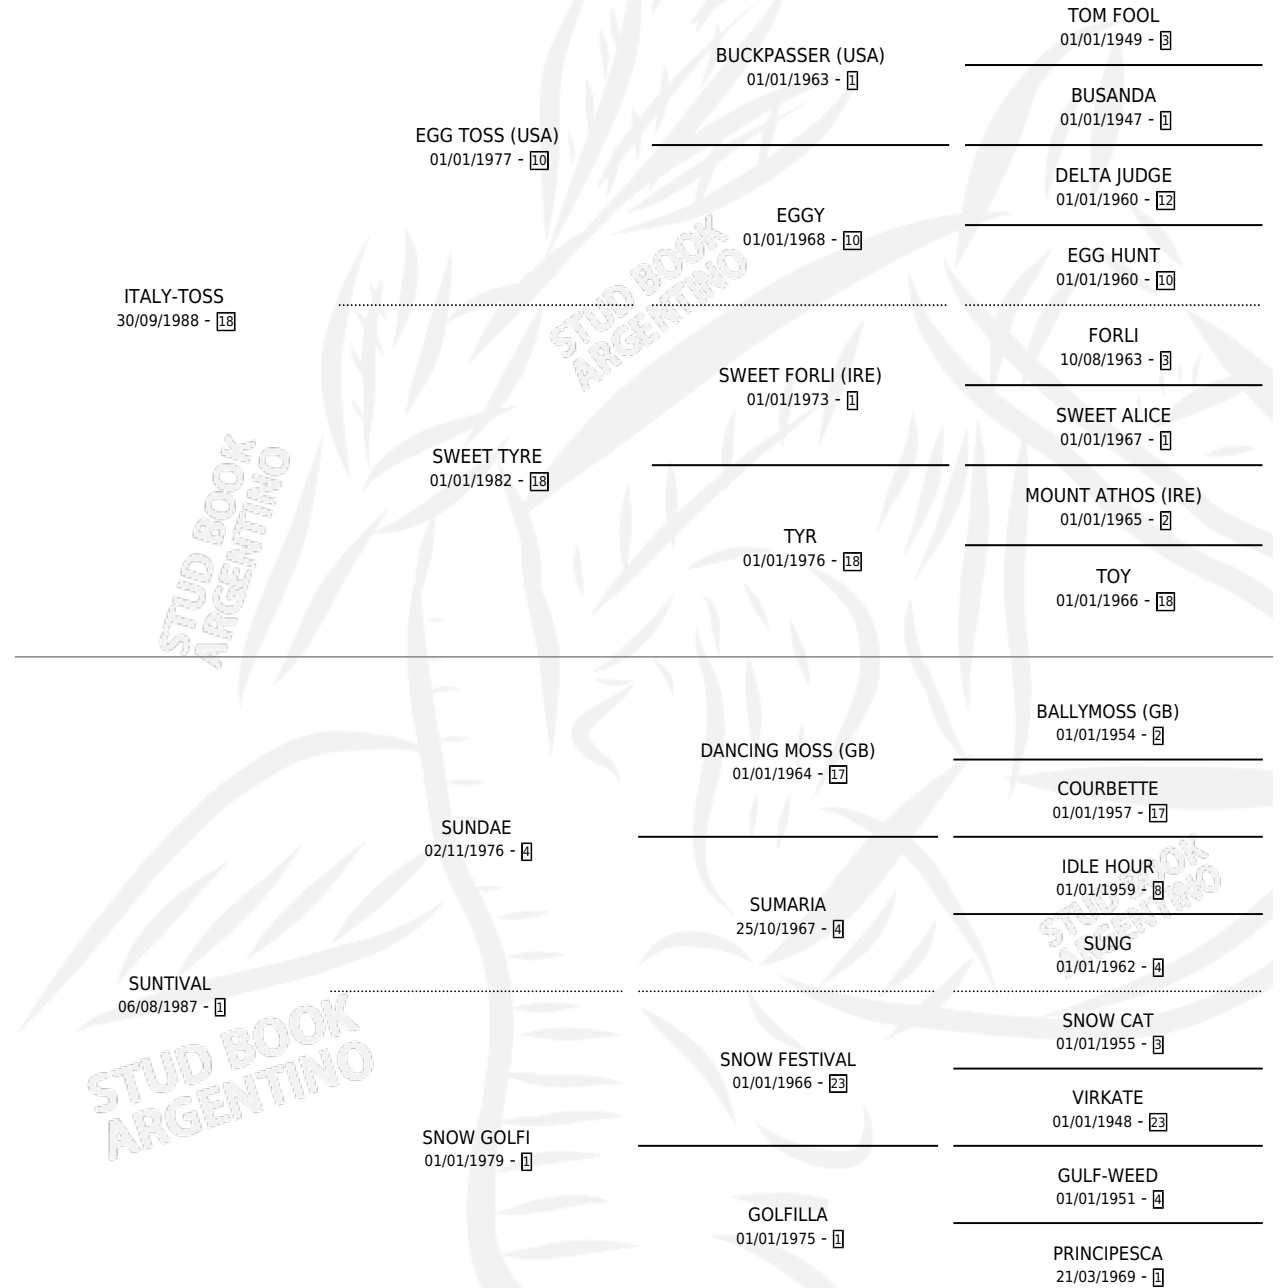 TOM FOOL
01/01/1949 - 3
BUCKPASSER (USA)
01/01/1963 - 1
BUSANDA
01/01/1947 - 1
EGG TOSS (USA)
01/01/1977 - 10
DELTA JUDGE
01/01/1960 - 12
EGGY
01/01/1968 - 10
EGG HUNT
01/01/1960 - 10
ITALY-TOSS
30/09/1988 - 18
STUD BOOK
ARGENTINO
FORLI
10/08/1963 - 3
SWEET FORLI (IRE)
01/01/1973 - 1
SWEET ALICE
01/01/1967 - 1
SWEET TYRE
01/01/1982 - 18
MOUNT ATHOS (IRE)
01/01/1965 - 2
TYR
01/01/1976 - 18
TOY
01/01/1966 - 18
STUD BOOK
ARGENTINO
BALLYMOSS (GB)
01/01/1954 - 2
DANCING MOSS (GB)
01/01/1964 - 17
COURBETTE
01/01/1957 - 17
SUNDAE
02/11/1976 - 4
IDLE HOUR
01/01/1959 - 8
SUMARIA
25/10/1967 - 4
SUNG
01/01/1962 - 4
STUD BOOK
ARGENTINO
SUNTIVAL
06/08/1987 - 1
SNOW CAT
01/01/1955 - 3
SNOW FESTIVAL
01/01/1966 - 23
VIRKATE
01/01/1948 - 23
STUD BOOK
ARGENTINO
SNOW GOLFI
01/01/1979 - 1
GULF-WEED
01/01/1951 - 4
GOLFILLA
01/01/1975 - 1
PRINCIPESCA
21/03/1969 - 1